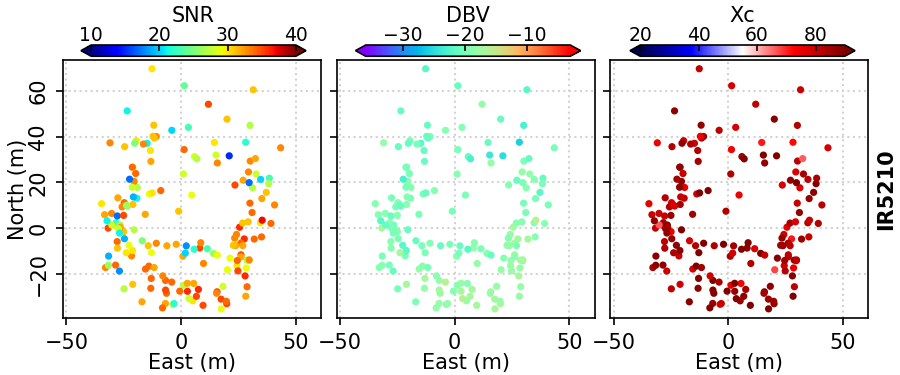 SNR DBV Xc
10 20 30 40 −30 −20 −10 20 40 60 80
60
40
20
0
−20
North (m)
−50 0 50 −50 0 50 −50 0 50
East (m) East (m) East (m)
IR5210